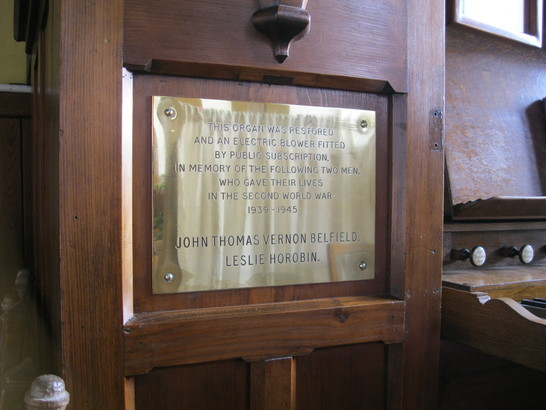 THIS ORGAN WAS RESTORED
AND AN ELECTRIC BLOWER FITTED
BY PUBLIC SUBSCRIPTION,
IN MEMORY OF THE FOLLOWING TWO MEN,
WHO GAVE THEIR LIVES
IN THE SECOND WORLD WAR
1939-1945
JOHN THOMAS VERNON BELFIELD.
LESLIE HOROBIN.